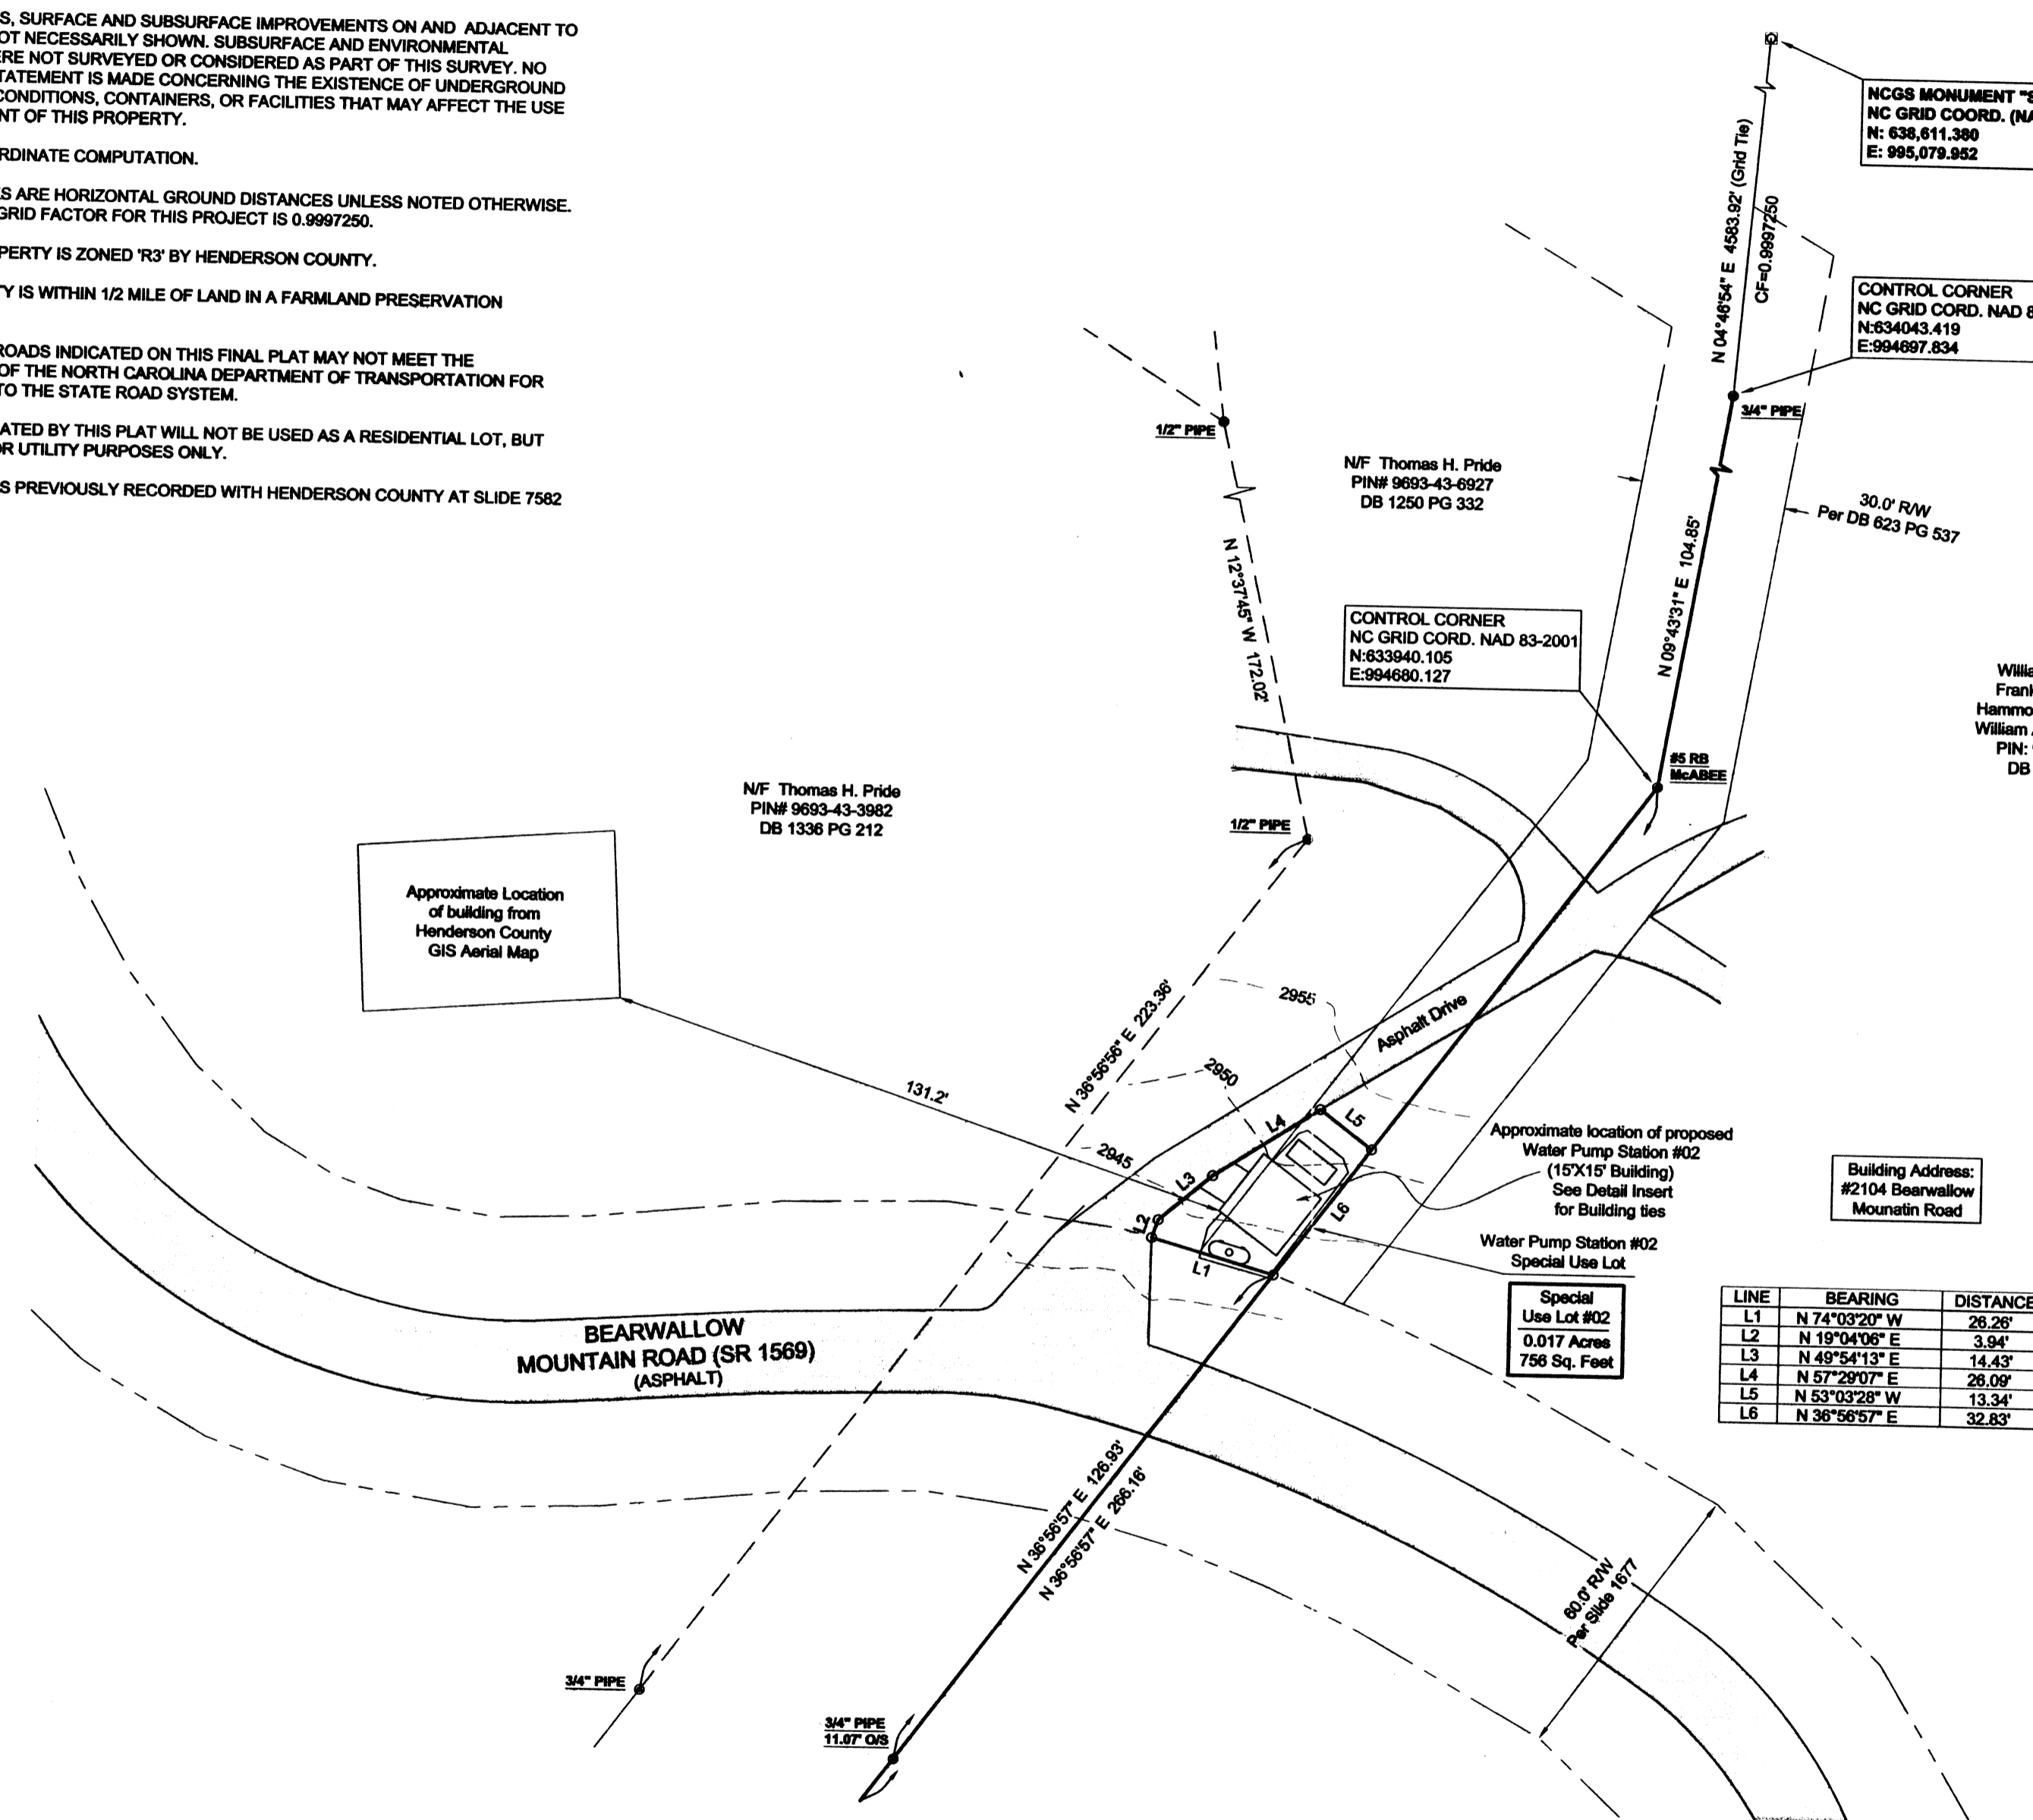 S, SURFACE AND SUBSURFACE IMPROVEMENTS ON AND ADJACENT TO
OT NECESSARILY SHOWN. SUBSURFACE AND ENVIRONMENTAL
ERE NOT SURVEYED OR CONSIDERED AS PART OF THIS SURVEY. NO
TATEMENT IS MADE CONCERNING THE EXISTENCE OF UNDERGROUND
CONDITIONS, CONTAINERS, OR FACILITIES THAT MAY AFFECT THE USE
NT OF THIS PROPERTY.
RDINATE COMPUTATION.
ES ARE HORIZONTAL GROUND DISTANCES UNLESS NOTED OTHERWISE.
GRID FACTOR FOR THIS PROJECT IS 0.9997250.
PERTY IS ZONED 'R3' BY HENDERSON COUNTY.
TY IS WITHIN 1/2 MILE OF LAND IN A FARMLAND PRESERVATION
ROADS INDICATED ON THIS FINAL PLAT MAY NOT MEET THE
OF THE NORTH CAROLINA DEPARTMENT OF TRANSPORTATION FOR
TO THE STATE ROAD SYSTEM.
ATED BY THIS PLAT WILL NOT BE USED AS A RESIDENTIAL LOT, BUT
OR UTILITY PURPOSES ONLY.
S PREVIOUSLY RECORDED WITH HENDERSON COUNTY AT SLIDE 7582
NCGS MONUMENT "S
NC GRID COORD. (NA
N: 638,611.380
E: 995,079.952
N 04°46'54" E 4583.92' (Grid Tie)
CF=0.9997250
CONTROL CORNER
NC GRID CORD. NAD 8
N:634043.419
E:994697.834
3/4" PIPE
1/2" PIPE
N/F Thomas H. Pride
PIN# 9693-43-6927
DB 1250 PG 332
30.0' R/W
Per DB 623 PG 537
N 12°37'45" W 172.02'
N 09°43'31" E 104.85'
CONTROL CORNER
NC GRID CORD. NAD 83-2001
N:633940.105
E:994680.127
Willia
Frank
Hammo
William
PIN:
DB
#5 RB
McABEE
N/F Thomas H. Pride
PIN# 9693-43-3982
DB 1336 PG 212
1/2" PIPE
Approximate Location
of building from
Henderson County
GIS Aerial Map
2955
Asphalt Drive
N 36°56'56" E 223.36'
2950
131.2'
2945
L4
L5
L3
L2
L6
L1
Approximate location of proposed
Water Pump Station #02
(15'X15' Building)
See Detail Insert
for Building ties
Building Address:
#2104 Bearwallow
Mounatin Road
Water Pump Station #02
Special Use Lot
Special
Use Lot #02
0.017 Acres
756 Sq. Feet
LINE BEARING DISTANCE
L1 N 74°03'20" W 26.26'
L2 N 19°04'06" E 3.94'
L3 N 49°54'13" E 14.43'
L4 N 57°29'07" E 26.09'
L5 N 53°03'28" W 13.34'
L6 N 36°56'57" E 32.83'
BEARWALLOW
MOUNTAIN ROAD (SR 1569)
(ASPHALT)
N 36°56'57" E 126.93'
N 36°56'57" E 266.16'
60.0' R/W
Per Slide 1677
3/4" PIPE
3/4" PIPE
11.07' O/S